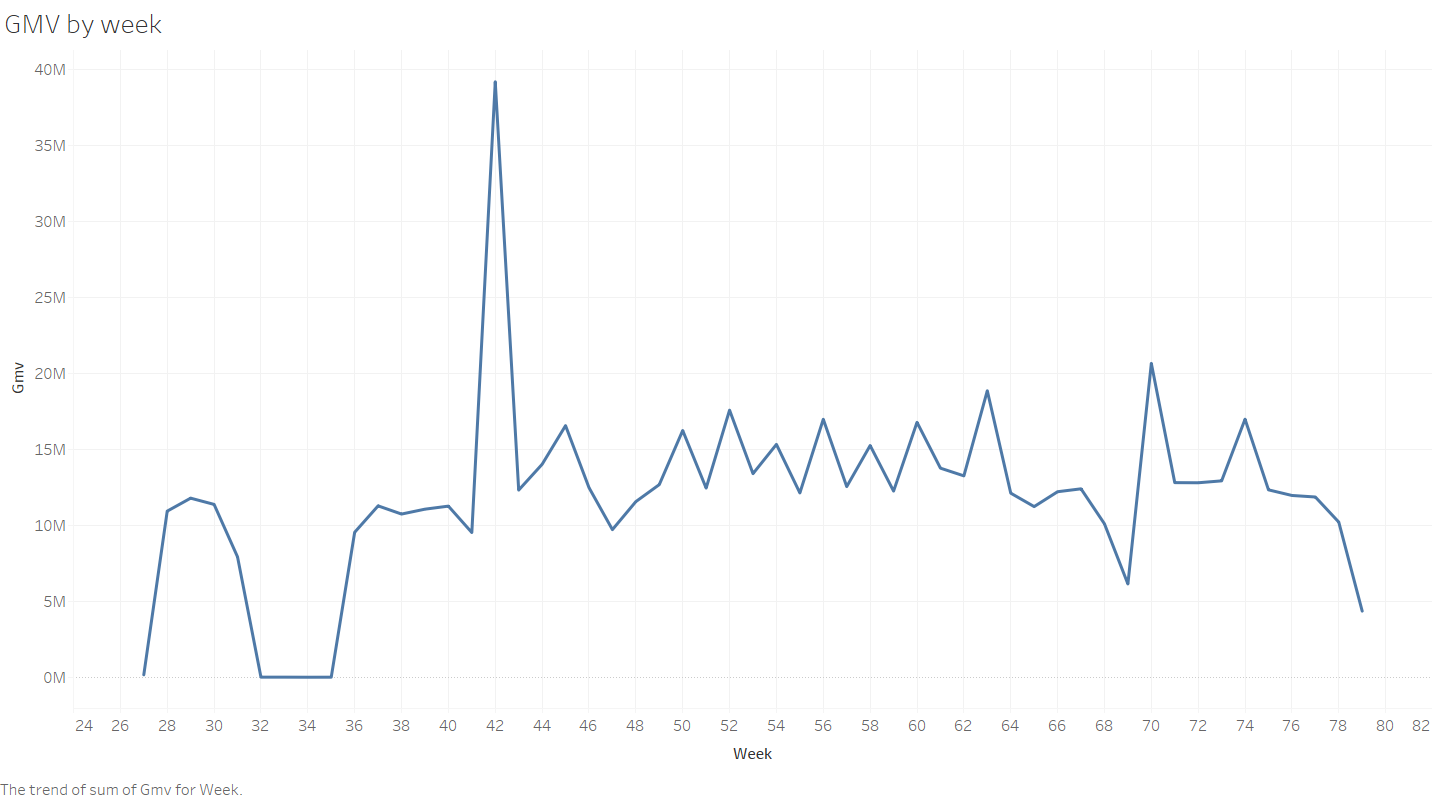 GMV by week
40M
35M
30M
25M
20M
15M
10M
5M
0M
Gmv
24 26 28 30 32 34 36 38 40 42 44 46 48 50 52 54 56 58 60 62 64 66 68 70 72 74 76 78 80 82
Week
The trend of sum of Gmv for Week.